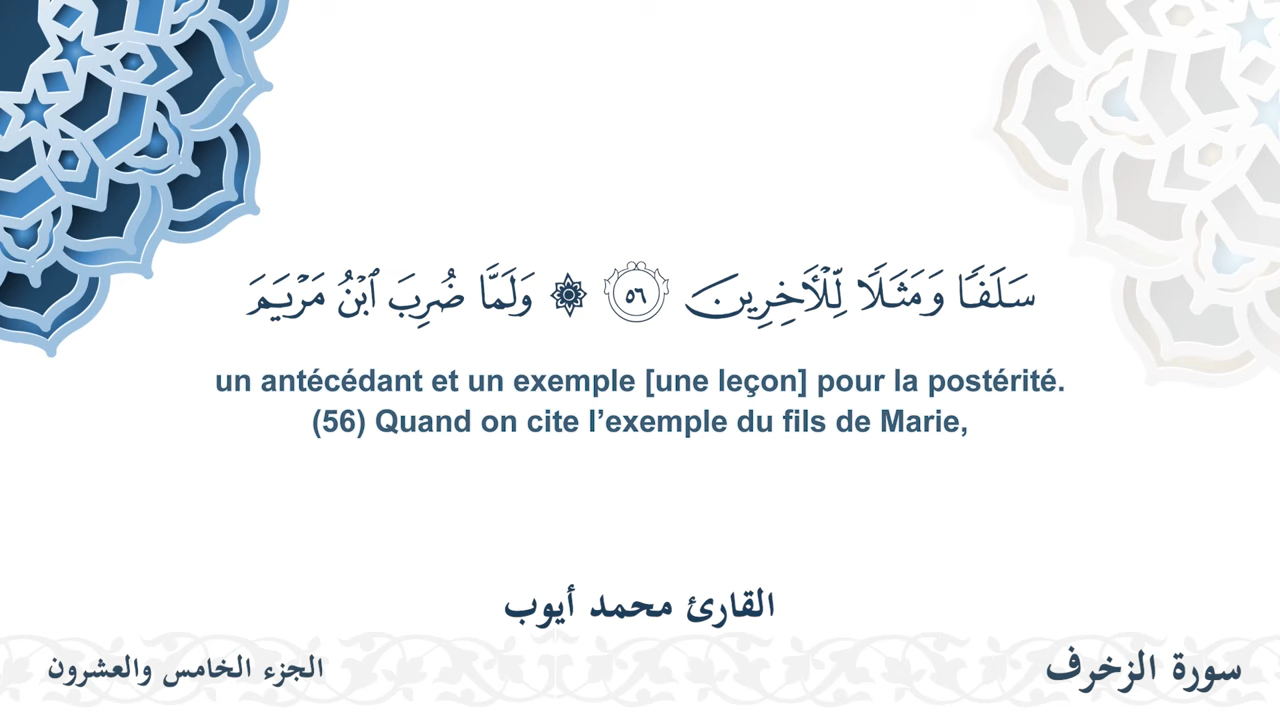 سَلَفٗا وَمَثَلٗا لِّلۡأٓخِرِينَ ٥٦ ۞ وَلَمَّا ضُرِبَ ٱبۡنُ مَرۡيَمَ
un antécédant et un exemple [une leçon] pour la postérité.
(56) Quand on cite l’exemple du fils de Marie,
القارئ محمد أيوب
سورة الزخرف
الجزء الخامس والعشرون